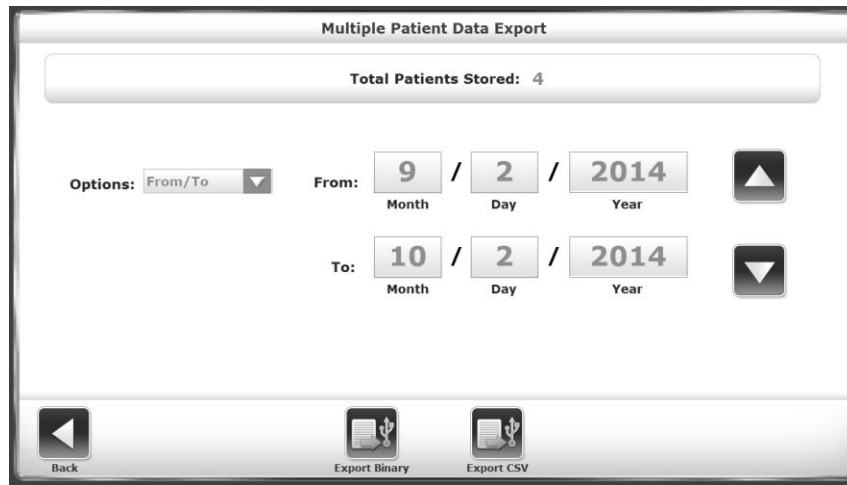 Multiple Patient Data Export
Total Patients Stored: 4
Options: From/To From: 9 / 2 / 2014
Month Day Year
To: 10 / 2 / 2014
Month Day Year
Back Export Binary Export CSV